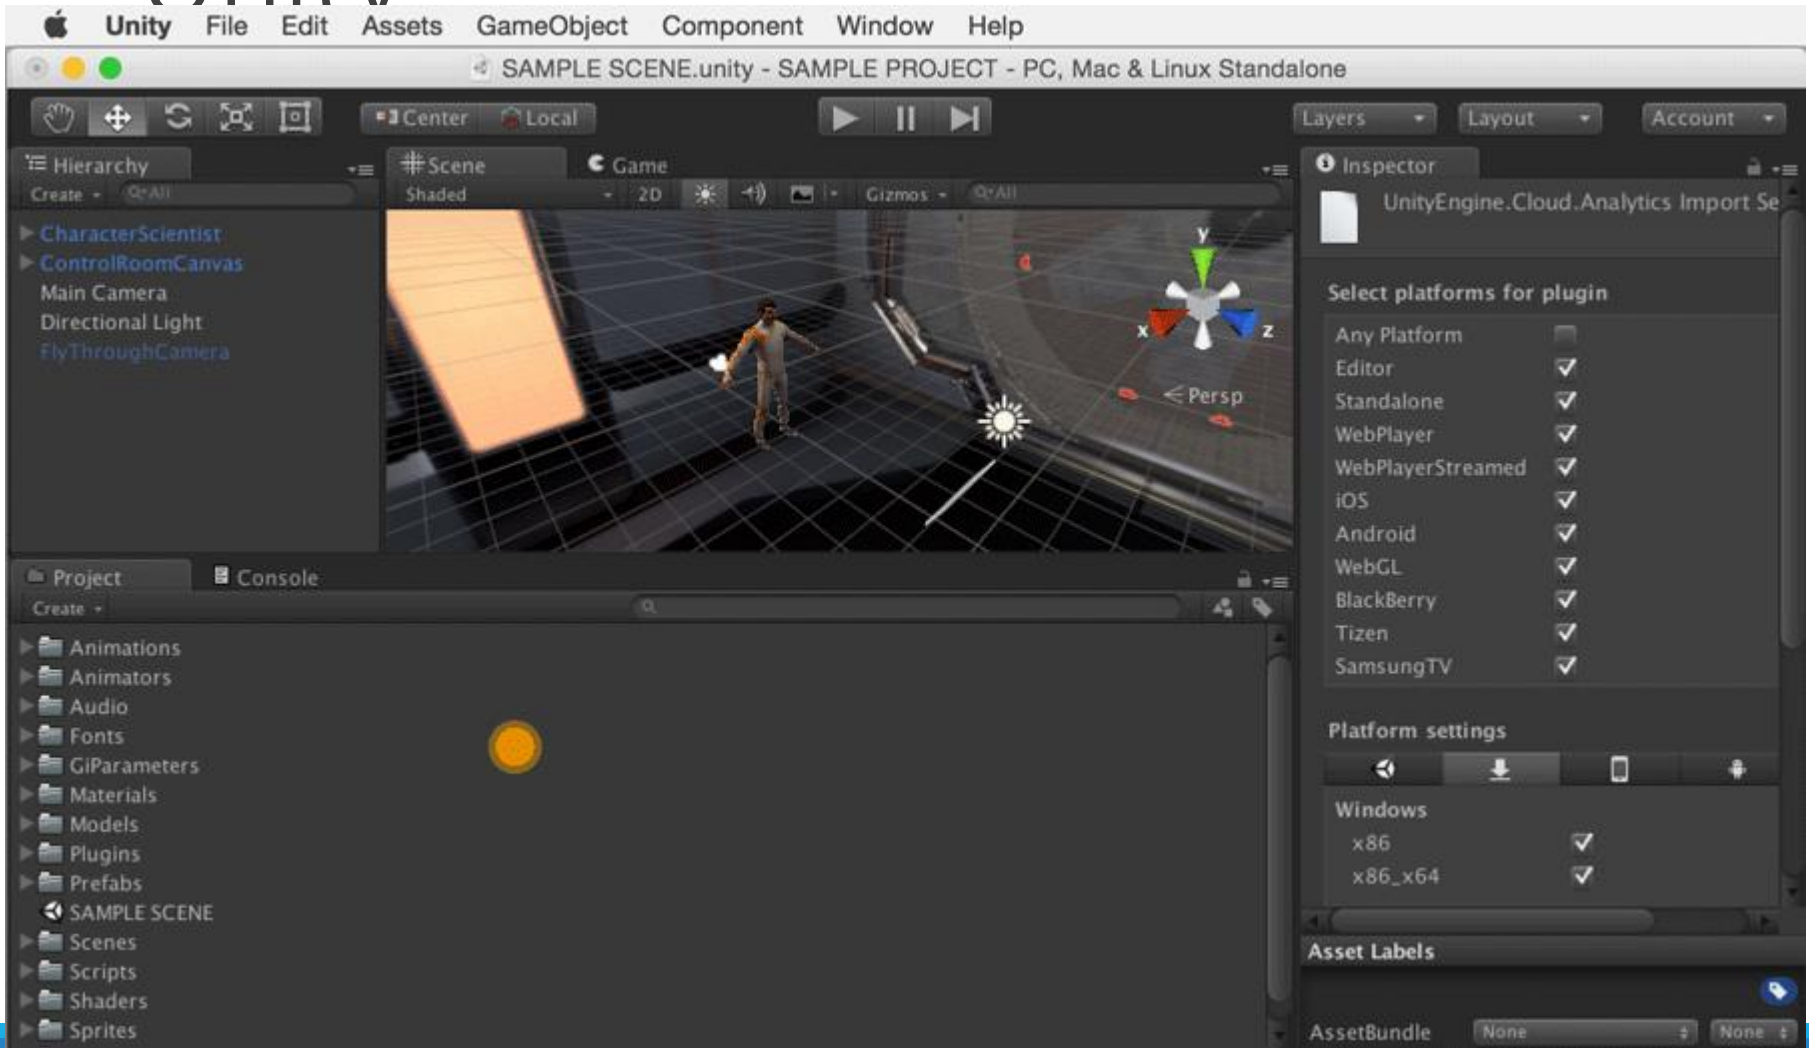 Unity
Unity File Edit Assets GameObject Component Window Help
SAMPLE SCENE.unity - SAMPLE PROJECT - PC, Mac & Linux Standalone
Center Local Layers Layout Account
Hierarchy
Create All
CharacterScientist
ControlRoomCanvas
Main Camera
Directional Light
FlyThroughCamera
Scene Game
Shaded 2D Gizmos All
y
x z
Persp
Inspector
UnityEngine.Cloud.Analytics Import Se
Select platforms for plugin
Any Platform
Editor
Standalone
WebPlayer
WebPlayerStreamed
iOS
Android
WebGL
BlackBerry
Tizen
SamsungTV
Platform settings
Windows
x86
x86_x64
Asset Labels
AssetBundle None None
Project Console
Create
Animations
Animators
Audio
Fonts
GiParameters
Materials
Models
Plugins
Prefabs
SAMPLE SCENE
Scenes
Scripts
Shaders
Sprites